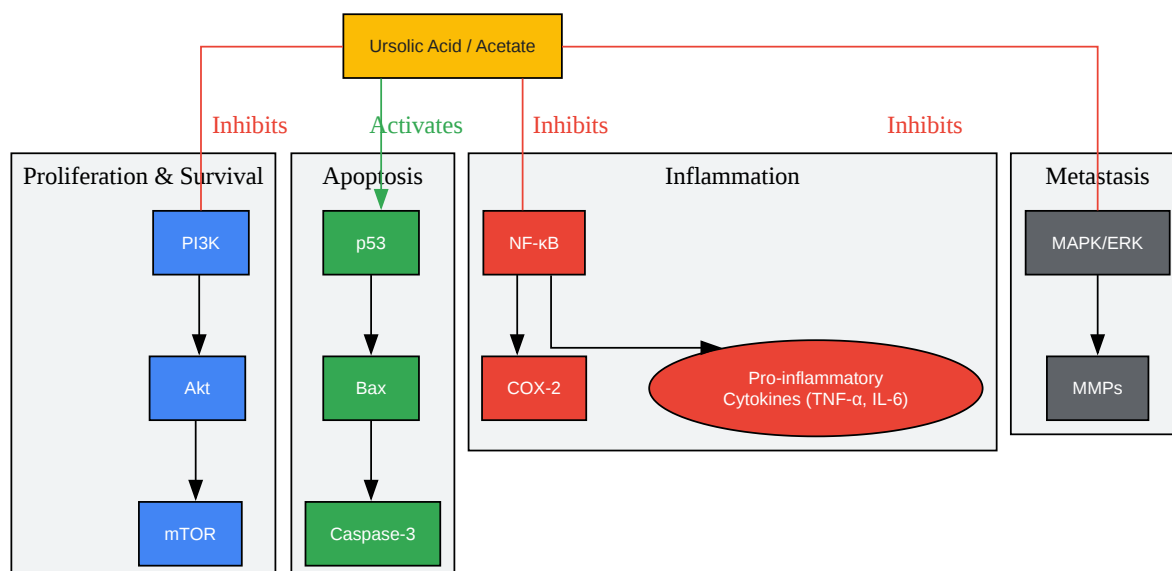 Ursolic Acid / Acetate
Inhibits
Activates
Inhibits
Inhibits
Proliferation & Survival
Apoptosis
Inflammation
Metastasis
PI3K
p53
NF-κB
MAPK/ERK
Akt
Bax
COX-2
Pro-inflammatory
Cytokines (TNF-α, IL-6)
MMPs
mTOR
Caspase-3